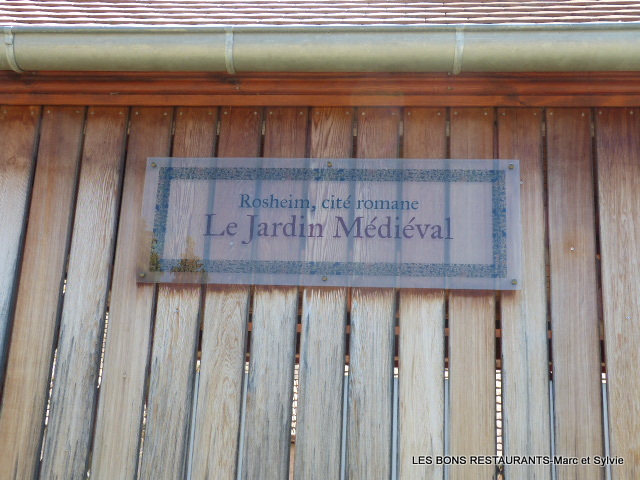 Rosheim, cité romane
Le Jardin Médiéval
LES BONS RESTAURANTS-Marc et Sylvie